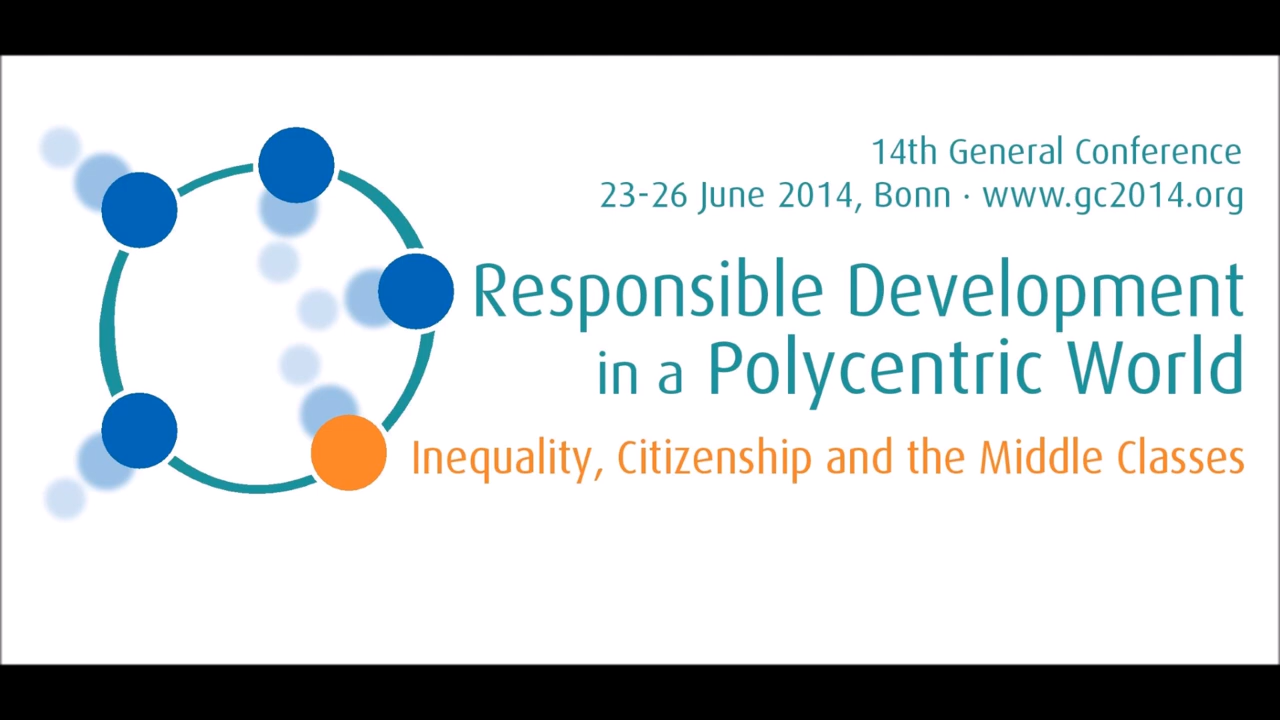 14th General Conference
23-26 June 2014, Bonn · www.gc2014.org
Responsible Development
in a Polycentric World
Inequality, Citizenship and the Middle Classes